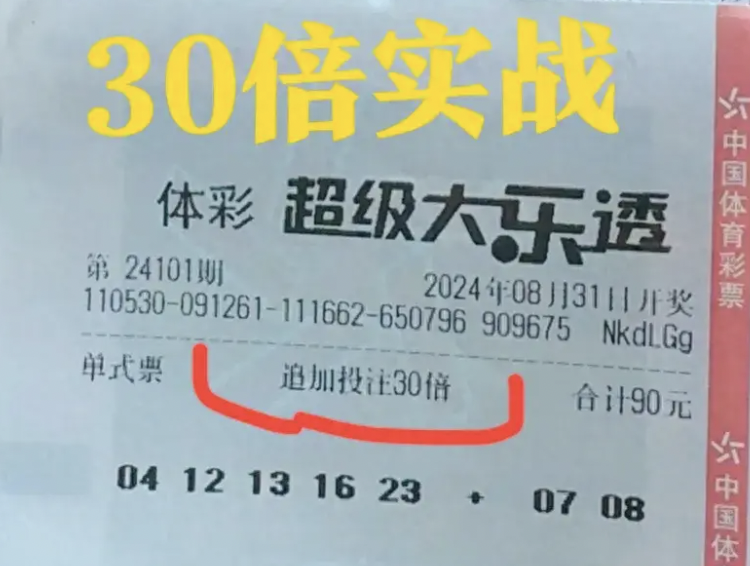 30倍实战
体彩 超级大乐透
第 24101期
2024年08月31日开奖
110530-091261-111662-650796 909675 NkdLGg
单式票 追加投注30倍 合计90元
04 12 13 16 23 + 07 08
中国体育彩票
中国体